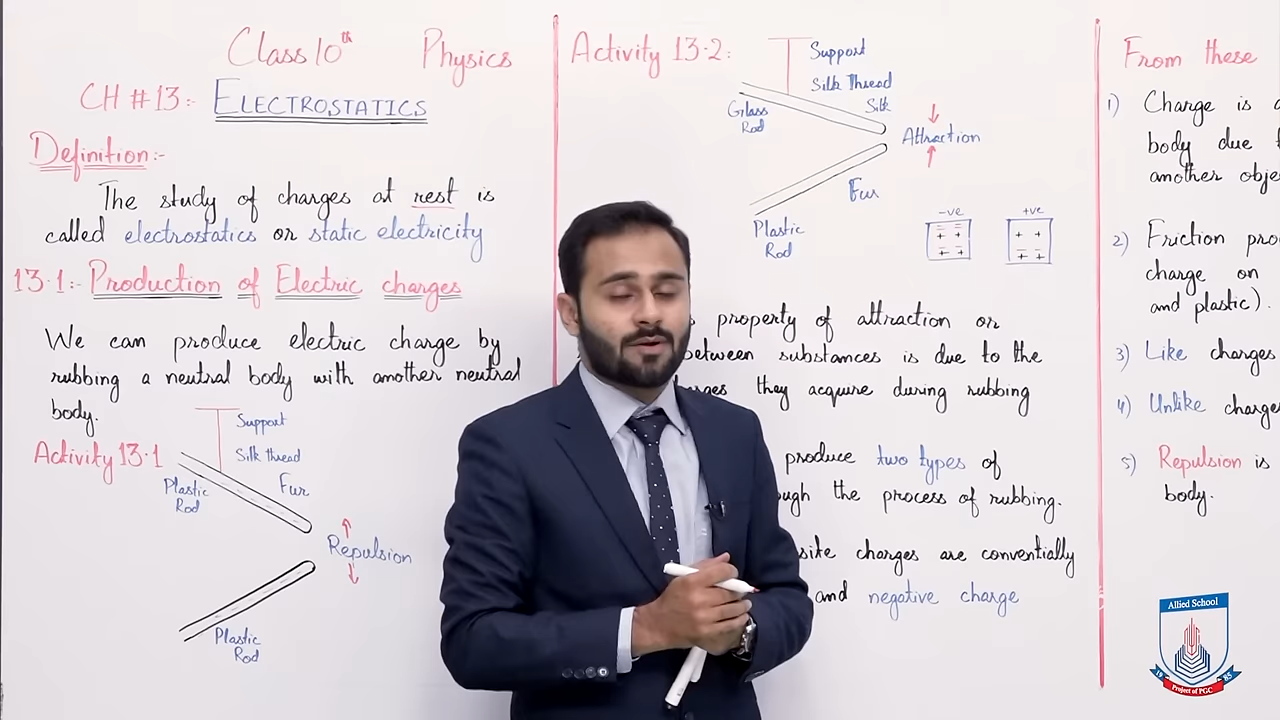 Class 10th Physics
CH # 13:- ELECTROSTATICS
Definition:-
The study of charges at rest is
called electrostatics or static electricity
13.1:- Production of Electric charges
We can produce electric charge by
rubbing a neutral body with another neutral
body.
Activity 13.1
Support
Silk thread
Fur
Plastic
Rod
Repulsion
Plastic
Rod
Activity 13.2:
Support
Silk thread
Silk
Glass
Rod
Attraction
Fur
Plastic
Rod
-ve +ve
property of attraction or
between substances is due to the
they acquire during rubbing
produce two types of
the process of rubbing.
charges are conventially
and negative charge
From these
1) Charge is
body due
another
2) Friction
charge on
and plastic).
3) Like charges
4) Unlike
5) Repulsion is
body.
Allied School
1985
Project of PGC